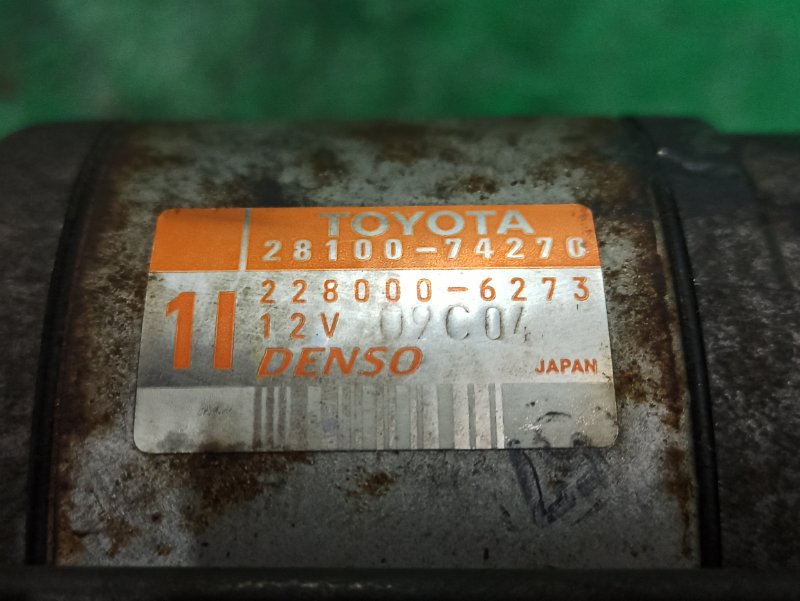 TOYOTA
28100-74270
1I
228000-6273
12V 09C04
DENSO
JAPAN